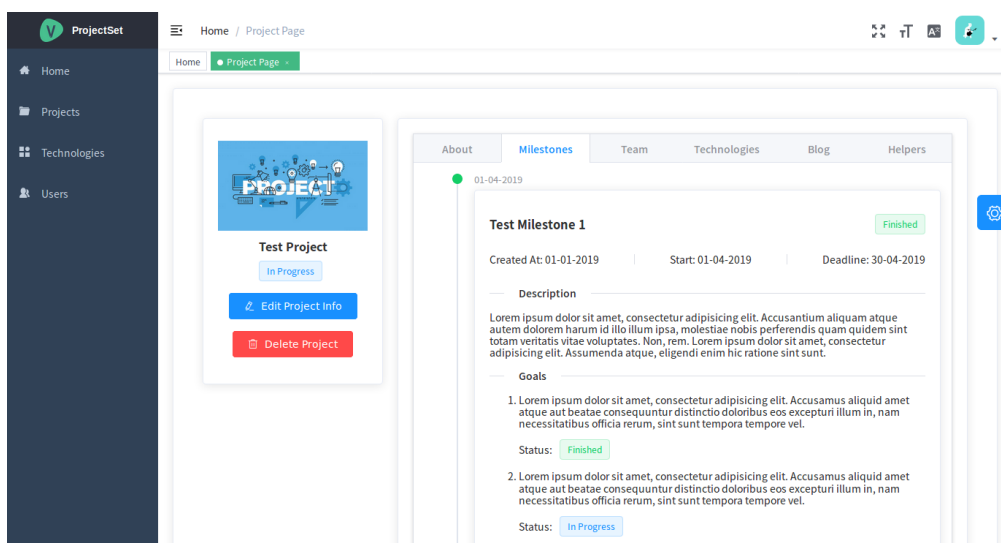 ProjectSet
Home / Project Page
Home
Projects
Technologies
Users
Home
Project Page
PROJECT
Test Project
In Progress
Edit Project Info
Delete Project
About Milestones Team Technologies Blog Helpers
01-04-2019
Test Milestone 1
Finished
Created At: 01-01-2019 Start: 01-04-2019 Deadline: 30-04-2019
Description
Lorem ipsum dolor sit amet, consectetur adipisicing elit. Accusantium aliquam atque
autem dolorem harum id illo illum ipsa, molestiae nobis perferendis quam quidem sint
totam veritatis vitae voluptates. Non, rem. Lorem ipsum dolor sit amet, consectetur
adipisicing elit. Assumenda atque, eligendi enim hic ratione sint sunt.
Goals
1. Lorem ipsum dolor sit amet, consectetur adipisicing elit. Accusamus aliquid amet
atque aut beatae consequuntur distinctio doloribus eos excepturi illum in, nam
necessitatibus officia rerum, sint sunt tempora tempore vel.
Status: Finished
2. Lorem ipsum dolor sit amet, consectetur adipisicing elit. Accusamus aliquid amet
atque aut beatae consequuntur distinctio doloribus eos excepturi illum in, nam
necessitatibus officia rerum, sint sunt tempora tempore vel.
Status: In Progress